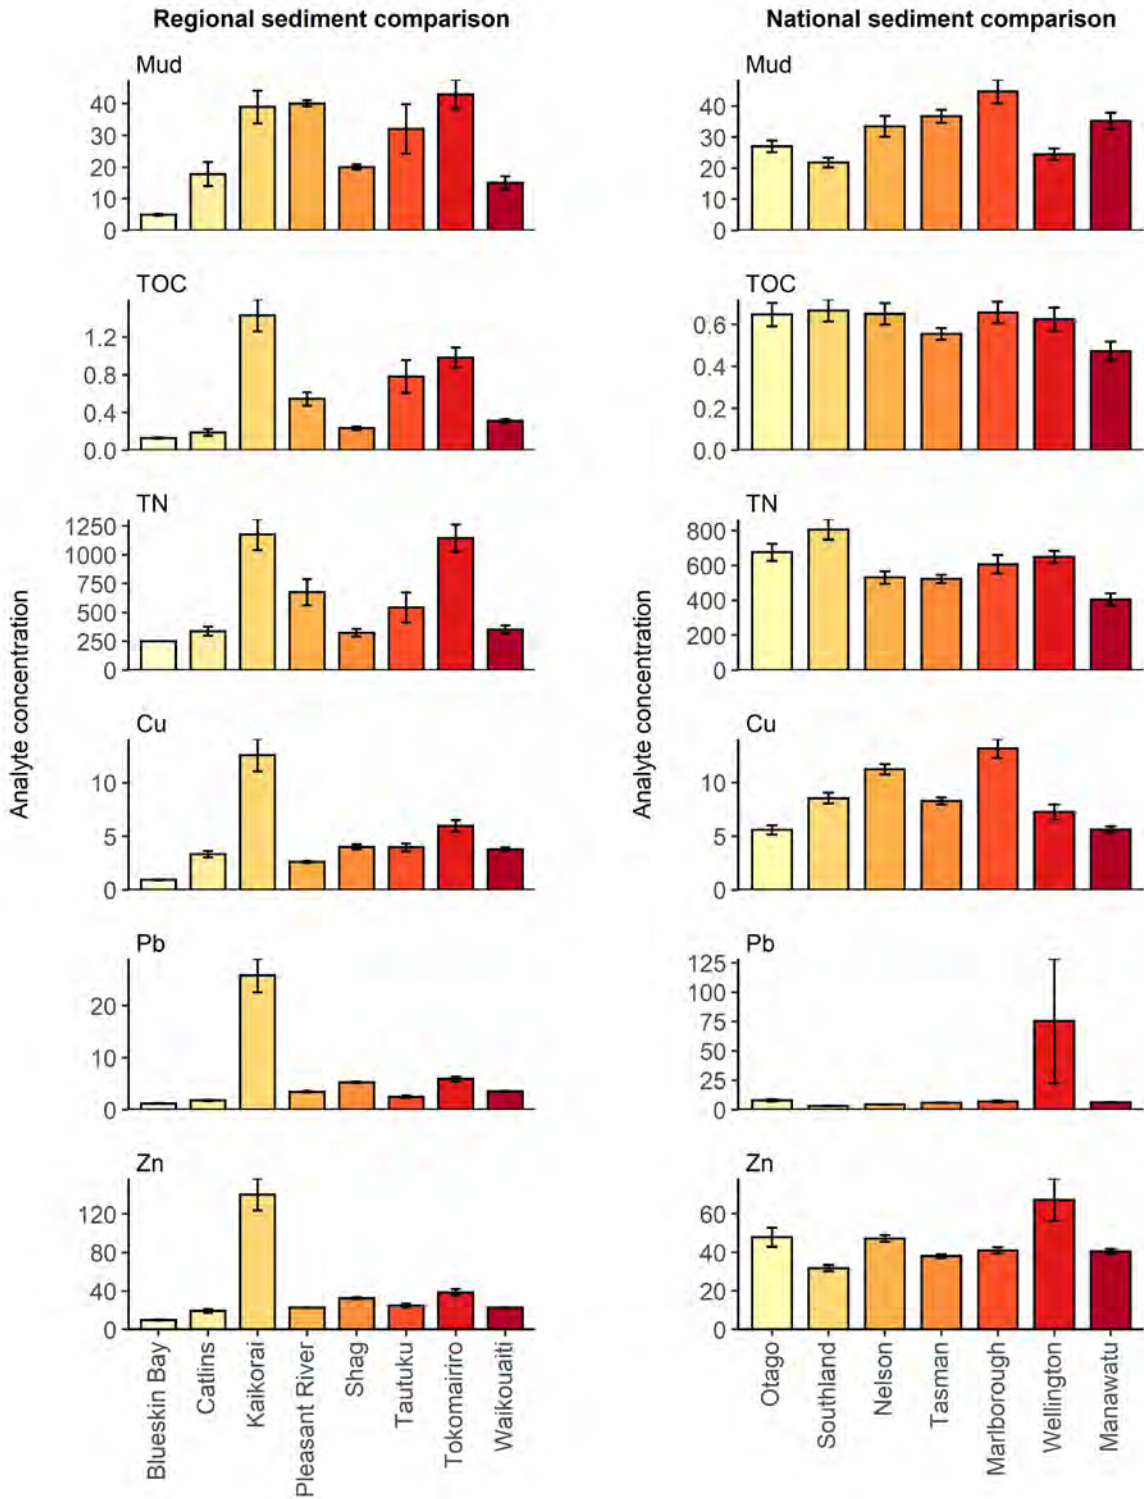 Regional sediment comparison
National sediment comparison
Analyte concentration
Mud
40
30
20
10
0
TOC
1.2
0.8
0.4
0.0
TN
1250
1000
750
500
250
0
Cu
10
5
0
Pb
20
10
0
Zn
120
80
40
0
Blueskin Bay
Catlins
Kaikorai
Pleasant River
Shag
Tautuku
Tokomairiro
Waikouaiti
Analyte concentration
Mud
40
30
20
10
0
TOC
0.6
0.4
0.2
0.0
TN
800
600
400
200
0
Cu
10
5
0
Pb
125
100
75
50
25
0
Zn
60
40
20
0
Otago
Southland
Nelson
Tasman
Marlborough
Wellington
Manawatu